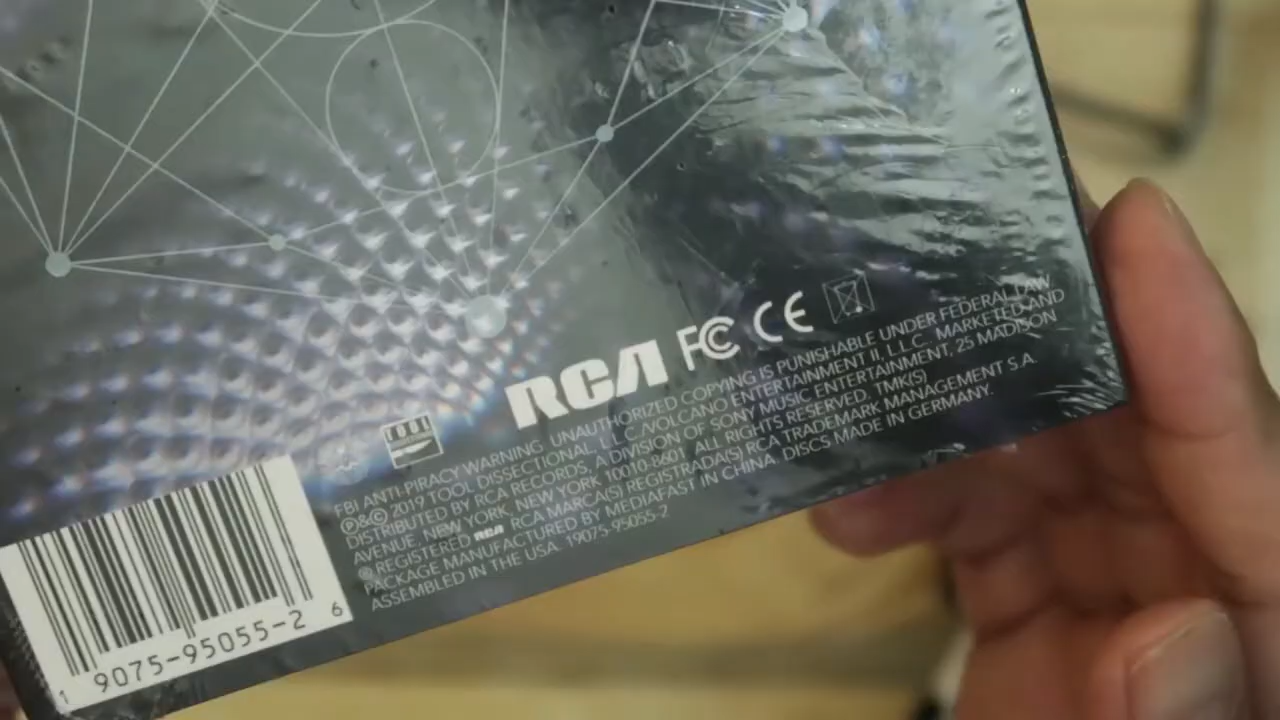 RCA FC CE
TOOL DISSECTIONAL
FBI ANTI-PIRACY WARNING. UNAUTHORIZED COPYING IS PUNISHABLE UNDER FEDERAL LAW
℗&© 2019 TOOL DISSECTIONAL, L.L.C./VOLCANO ENTERTAINMENT II, L.L.C. MARKETED AND
DISTRIBUTED BY RCA RECORDS, A DIVISION OF SONY MUSIC ENTERTAINMENT, 25 MADISON
AVENUE, NEW YORK, NEW YORK 10010-8601 ALL RIGHTS RESERVED. TMK(S)
® REGISTERED RCA RCA MARCA(S) REGISTRADA(S) RCA TRADEMARK MANAGEMENT S.A.
PACKAGE MANUFACTURED BY MEDIAFAST IN CHINA. DISCS MADE IN GERMANY.
ASSEMBLED IN THE USA. 19075-95055-2
1 9075-95055-2 6